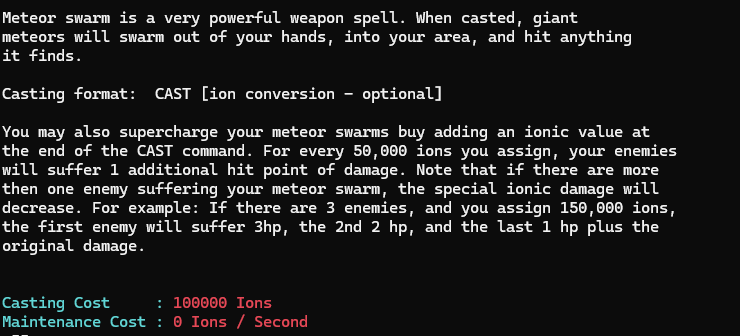 Meteor swarm is a very powerful weapon spell. When casted, giant
meteors will swarm out of your hands, into your area, and hit anything
it finds.
Casting format:  CAST [ion conversion - optional]
You may also supercharge your meteor swarms buy adding an ionic value at
the end of the CAST command. For every 50,000 ions you assign, your enemies
will suffer 1 additional hit point of damage. Note that if there are more
then one enemy suffering your meteor swarm, the special ionic damage will
decrease. For example: If there are 3 enemies, and you assign 150,000 ions,
the first enemy will suffer 3hp, the 2nd 2 hp, and the last 1 hp plus the
original damage.
Casting Cost     : 100000 Ions
Maintenance Cost : 0 Ions / Second